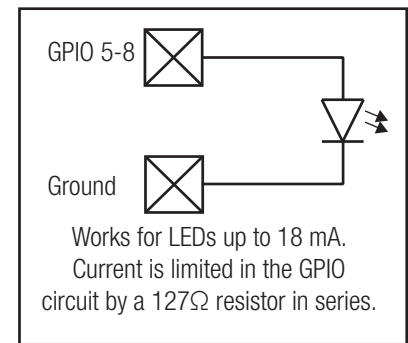 GPIO 5-8
Ground
Works for LEDs up to 18 mA.
Current is limited in the GPIO
circuit by a 127Ω resistor in series.